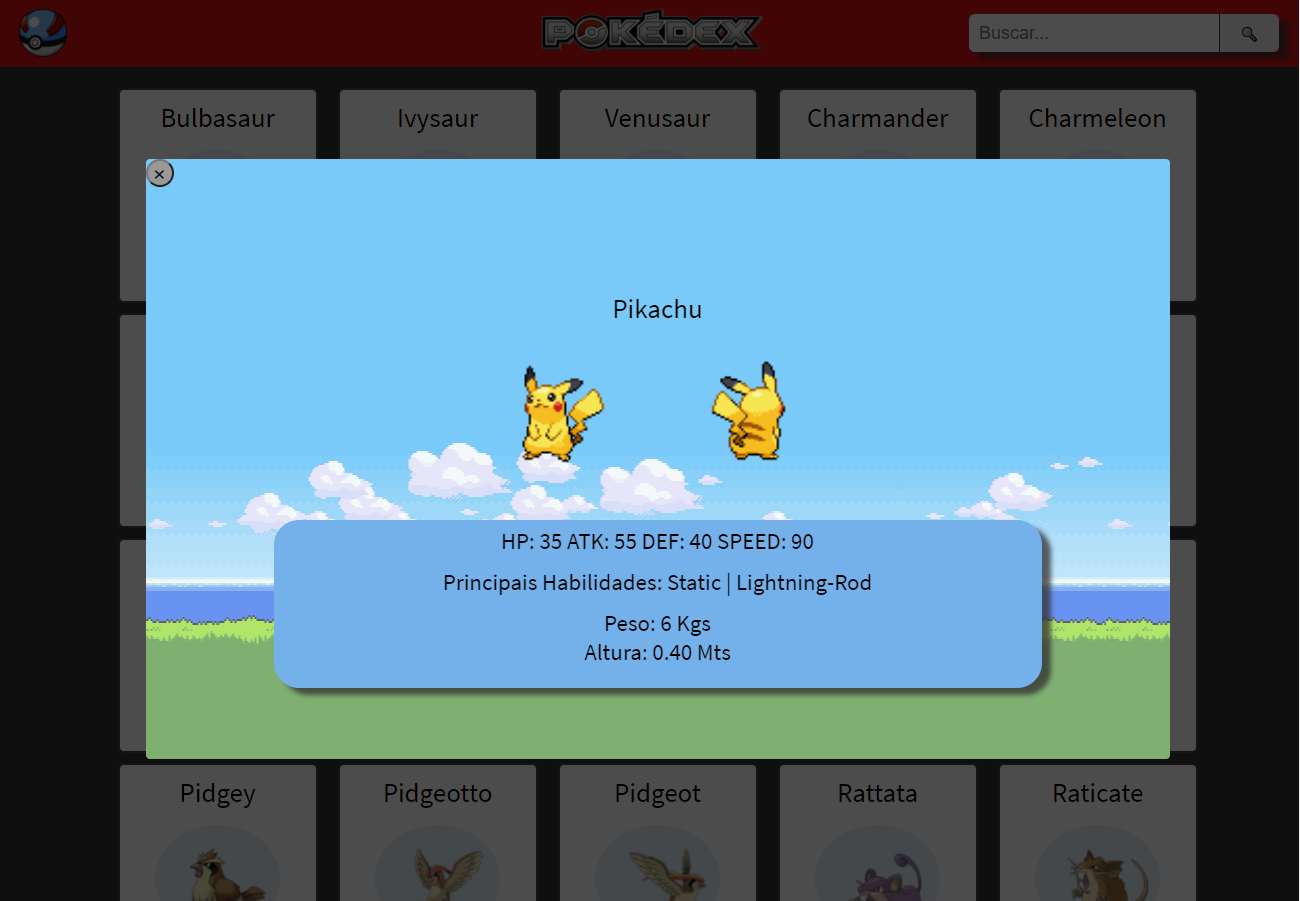 POKÉDEX
Buscar...
Bulbasaur
Ivysaur
Venusaur
Charmander
Charmeleon
×
Pikachu
HP: 35 ATK: 55 DEF: 40 SPEED: 90
Principais Habilidades: Static | Lightning-Rod
Peso: 6 Kgs
Altura: 0.40 Mts
Pidgey
Pidgeotto
Pidgeot
Rattata
Raticate